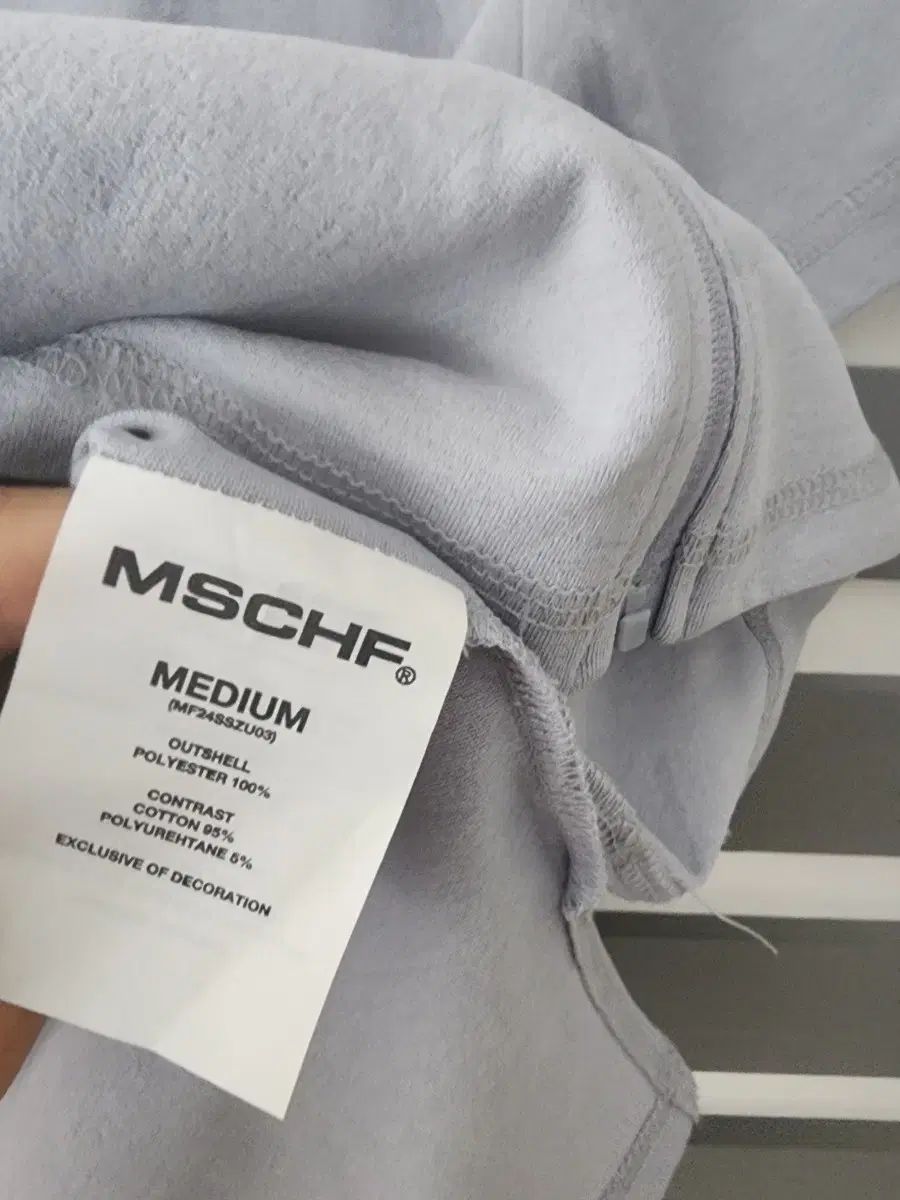 MSCHF®
MEDIUM
(MF24SSZU03)
OUTSHELL
POLYESTER 100%
CONTRAST
COTTON 95%
POLYUREHTANE 5%
EXCLUSIVE OF DECORATION